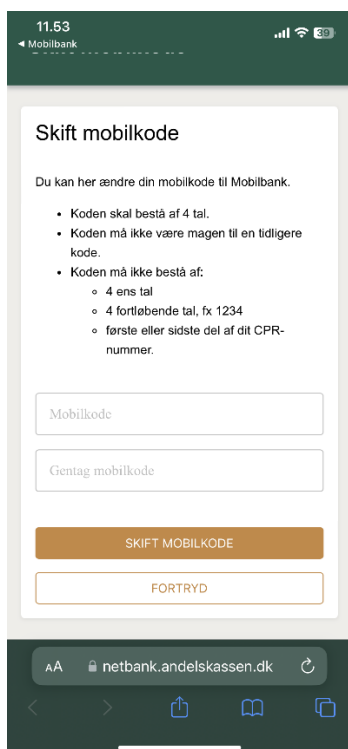 11.53
39
◀ Mobilbank
Skift mobilkode
Du kan her ændre din mobilkode til Mobilbank.
• Koden skal bestå af 4 tal.
• Koden må ikke være magen til en tidligere
kode.
• Koden må ikke bestå af:
◦ 4 ens tal
◦ 4 fortløbende tal, fx 1234
◦ første eller sidste del af dit CPR-
nummer.
Mobilkode
Gentag mobilkode
SKIFT MOBILKODE
FORTRYD
AA netbank.andelskassen.dk